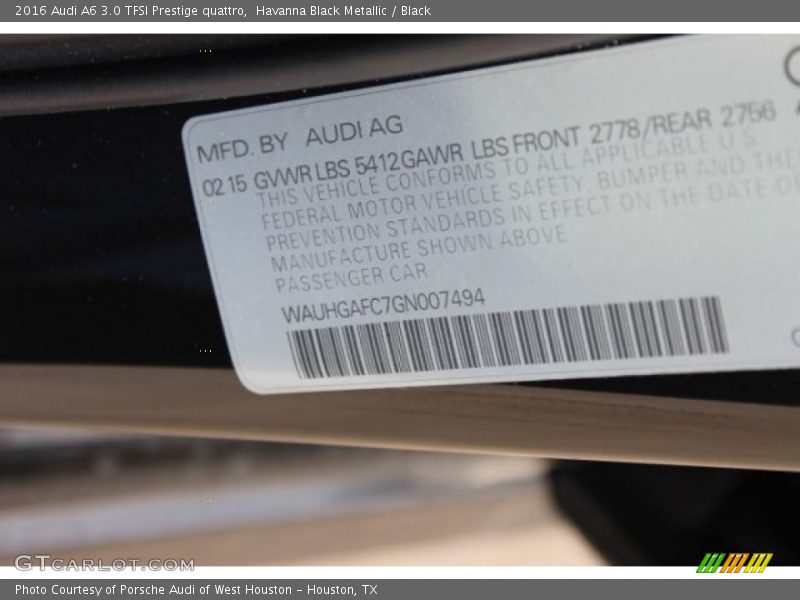 2016 Audi A6 3.0 TFSI Prestige quattro,  Havanna Black Metallic / Black
MFD. BY AUDI AG
02 15 GVWR LBS 5412 GAWR LBS FRONT 2778/REAR 2756
THIS VEHICLE CONFORMS TO ALL APPLICABLE U S
FEDERAL MOTOR VEHICLE SAFETY BUMPER AND THE
PREVENTION STANDARDS IN EFFECT ON THE DATE OF
MANUFACTURE SHOWN ABOVE
PASSENGER CAR
WAUHGAFC7GN007494
GTCARLOT.COM
Photo Courtesy of Porsche Audi of West Houston – Houston, TX